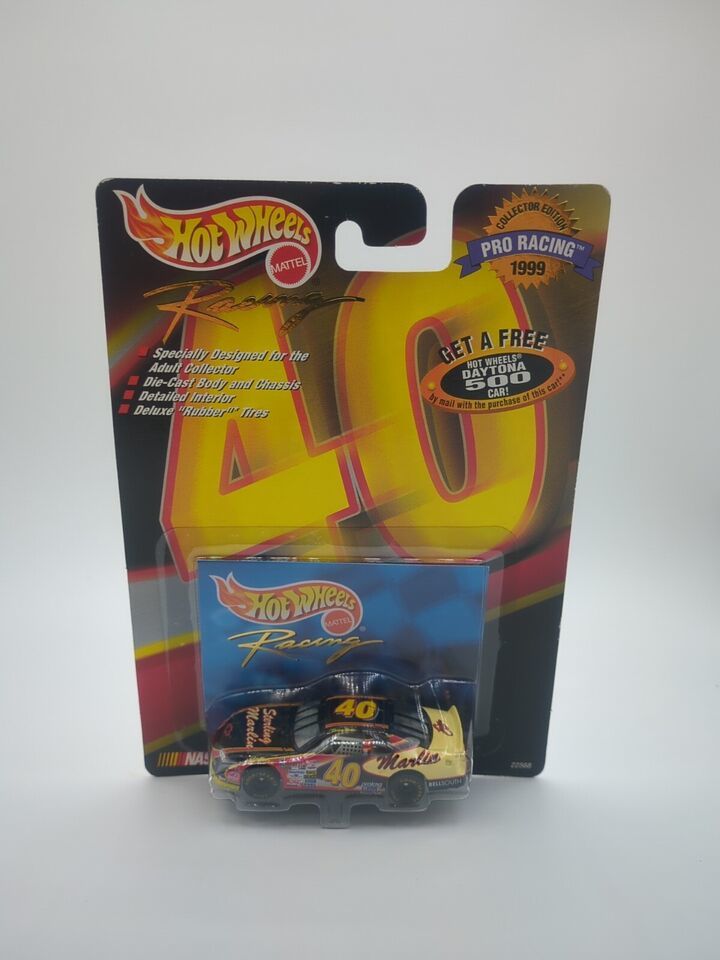 HOT WHEELS
MATTEL
Racing
COLLECTOR EDITION
PRO RACING™
1999
40
Specially Designed for the
Adult Collector
Die-Cast Body and Chassis
Detailed Interior
Deluxe "Rubber" Tires
GET A FREE
HOT WHEELS®
DAYTONA
500
CAR!
by mail with the purchase of this car!**
HOT WHEELS
MATTEL
Racing
40
Sterling
Marlin
40
Marlin
BELLSOUTH
NAS
22568